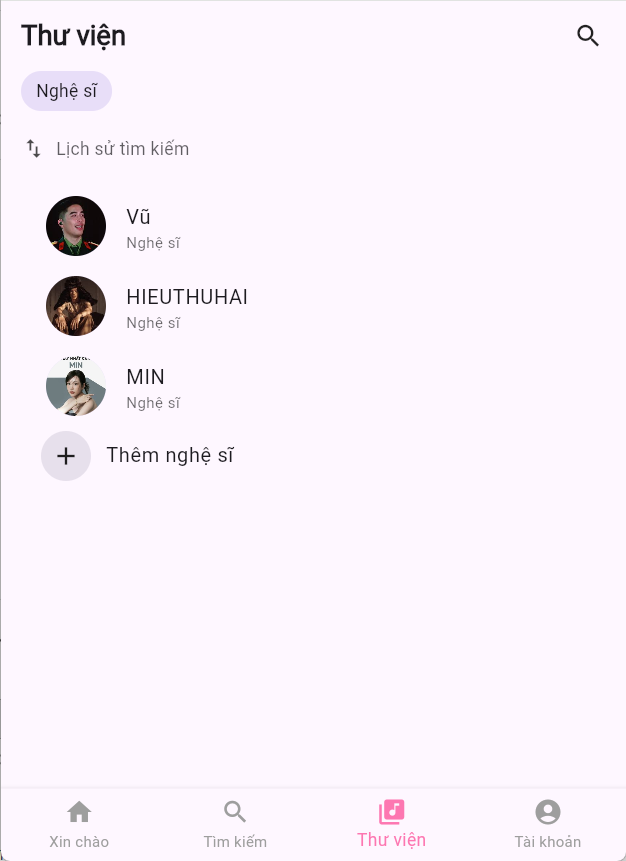 Thư viện
Nghệ sĩ
Lịch sử tìm kiếm
Vũ
Nghệ sĩ
HIEUTHUHAI
Nghệ sĩ
MIN
Nghệ sĩ
MIN
Thêm nghệ sĩ
Xin chào
Tìm kiếm
Thư viện
Tài khoản